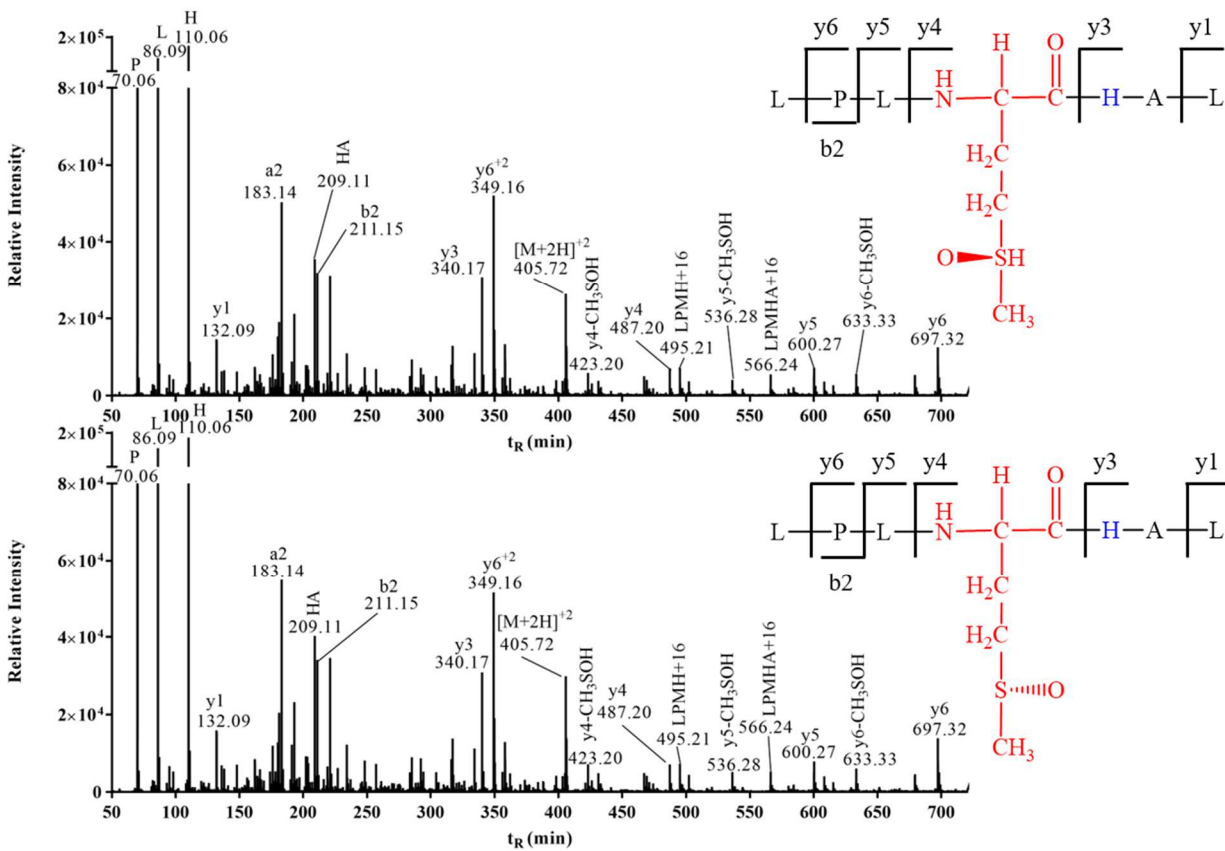 Relative Intensity
2×10⁵
8×10⁴
6×10⁴
4×10⁴
2×10⁴
0
P
70.06
L
86.09
H
110.06
y1
132.09
a2
183.14
HA
209.11
b2
211.15
y3
340.17
y6⁺²
349.16
[M+2H]⁺²
405.72
y4-CH₃SOH
423.20
y4
487.20
LPMH+16
495.21
y5-CH₃SOH
536.28
LPMHA+16
566.24
y5
600.27
y6-CH₃SOH
633.33
y6
697.32
50 100 150 200 250 300 350 400 450 500 550 600 650 700
t_R (min)
y6 y5 y4 H O y3 y1
L P L H N C C H A L
b2
H₂C
H₂C
O SH
CH₃
Relative Intensity
2×10⁵
8×10⁴
6×10⁴
4×10⁴
2×10⁴
0
P
70.06
L
86.09
H
110.06
y1
132.09
a2
183.14
HA
209.11
b2
211.15
y3
340.17
y6⁺²
349.16
[M+2H]⁺²
405.72
y4-CH₃SOH
423.20
y4
487.20
LPMH+16
495.21
y5-CH₃SOH
536.28
LPMHA+16
566.24
y5
600.27
y6-CH₃SOH
633.33
y6
697.32
50 100 150 200 250 300 350 400 450 500 550 600 650 700
t_R (min)
y6 y5 y4 H O y3 y1
L P L H N C C H A L
b2
H₂C
H₂C
S O
CH₃